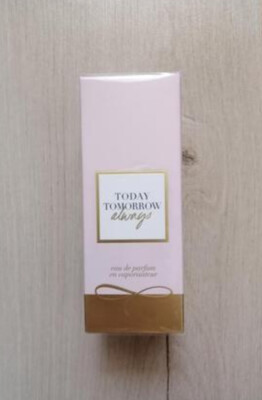 TODAY
TOMORROW
always
eau de parfum
en vaporisateur